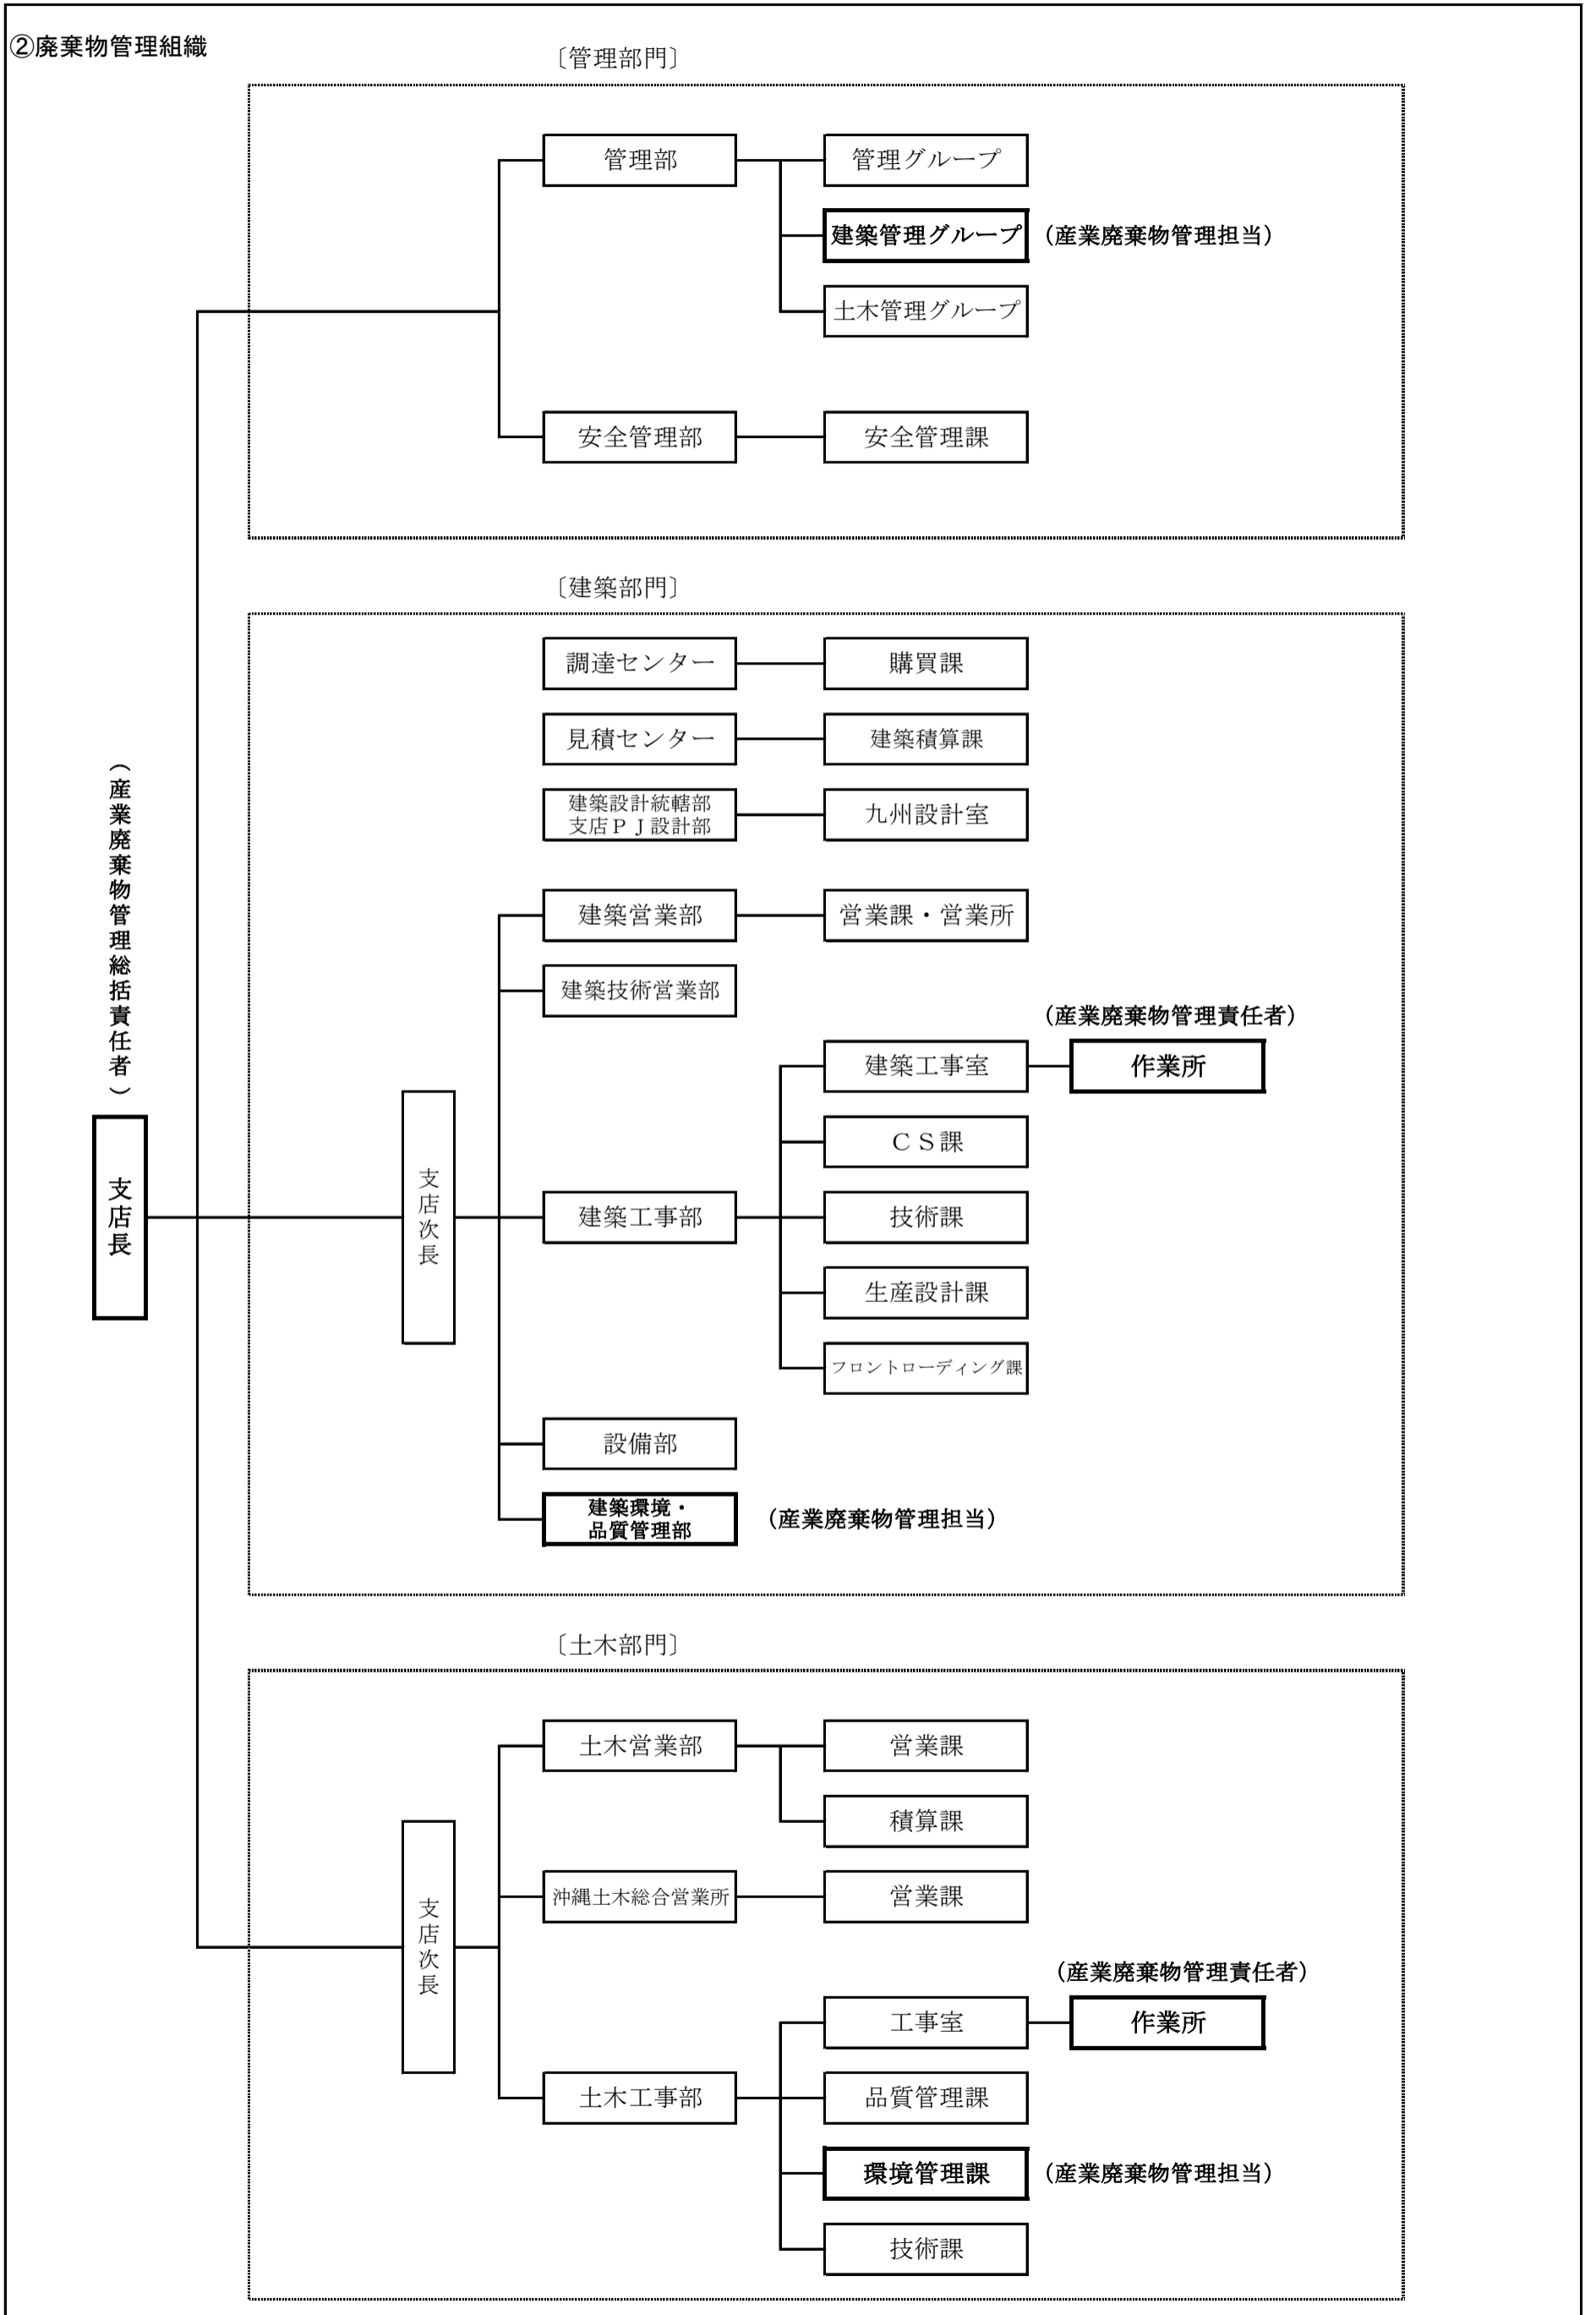 ②廃棄物管理組織
〔管理部門〕
管理部
管理グループ
建築管理グループ
(産業廃棄物管理担当)
土木管理グループ
安全管理部
安全管理課
〔建築部門〕
調達センター
購買課
見積センター
建築積算課
建築設計統轄部
支店ＰＪ設計部
九州設計室
建築営業部
営業課・営業所
建築技術営業部
(産業廃棄物管理責任者)
建築工事室
作業所
ＣＳ課
(産業廃棄物管理総括責任者)
支店長
支店次長
建築工事部
技術課
生産設計課
フロントローディング課
設備部
建築環境・
品質管理部
(産業廃棄物管理担当)
〔土木部門〕
土木営業部
営業課
積算課
沖縄土木総合営業所
営業課
支店次長
(産業廃棄物管理責任者)
工事室
作業所
土木工事部
品質管理課
環境管理課
(産業廃棄物管理担当)
技術課